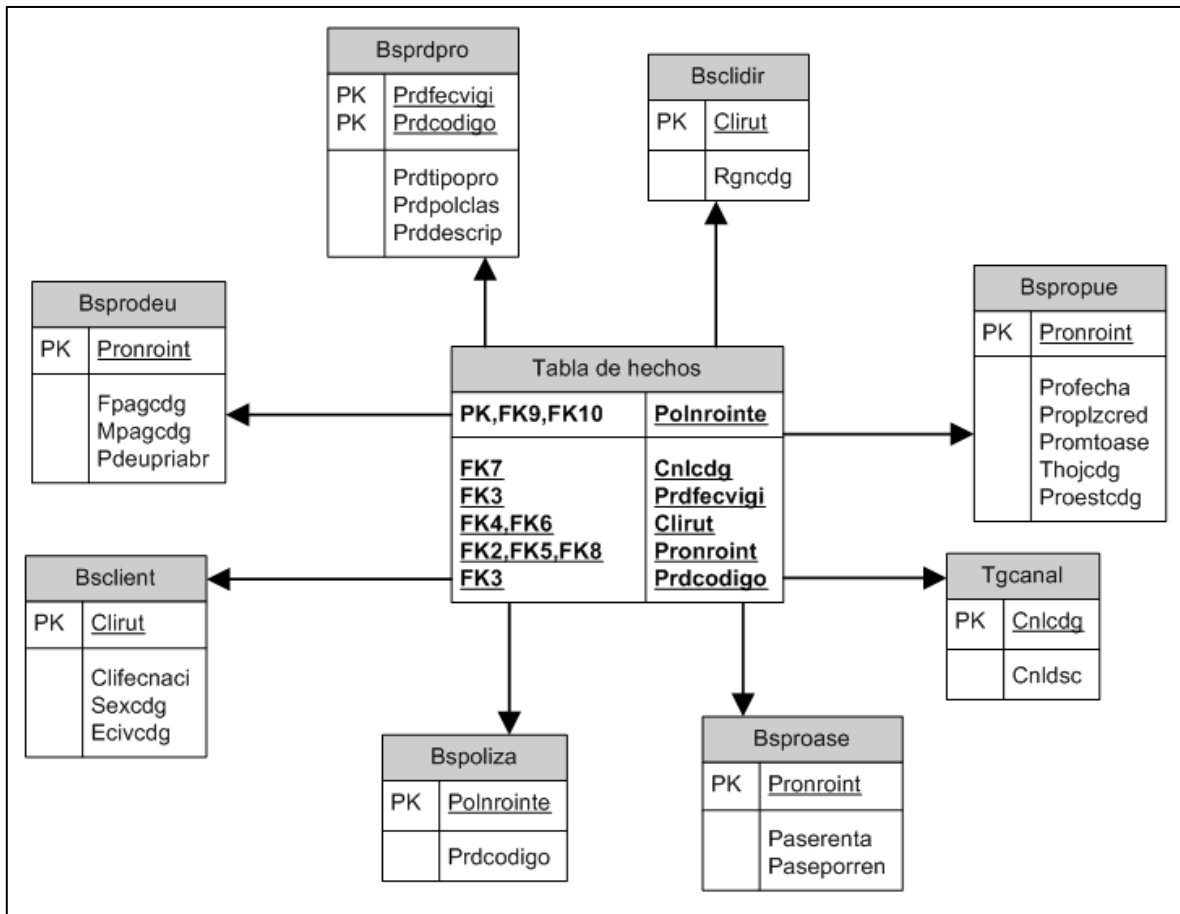 Bsprdpro
PK Prdfecvigi
PK Prdcodigo
Prdtipopro
Prdpolclas
Prddescrip
Bsclidir
PK Clirut
Rgncdg
Bsprodeu
PK Pronroint
Fpagcdg
Mpagcdg
Pdeupriabr
Tabla de hechos
PK,FK9,FK10 Polnrointe
FK7 Cnlcdg
FK3 Prdfecvigi
FK4,FK6 Clirut
FK2,FK5,FK8 Pronroint
FK3 Prdcodigo
Bspropue
PK Pronroint
Profecha
Proplzcred
Promtoase
Thojcdg
Proestcdg
Bsclient
PK Clirut
Clifecnaci
Sexcdg
Ecivcdg
Tgcanal
PK Cnlcdg
Cnldsc
Bspoliza
PK Polnrointe
Prdcodigo
Bsproase
PK Pronroint
Paserenta
Paseporren